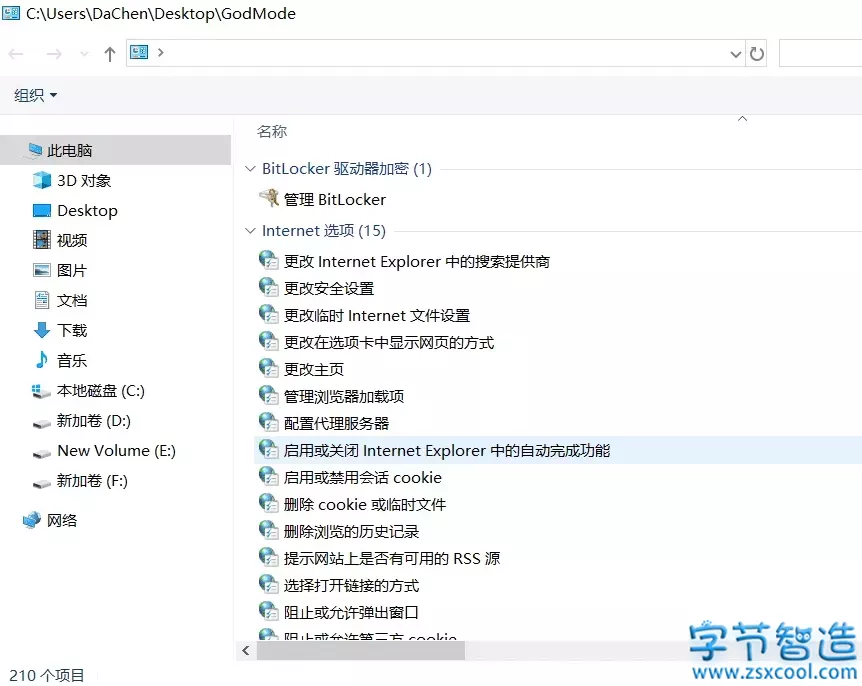 C:\Users\DaChen\Desktop\GodMode
组织
名称
此电脑
3D 对象
Desktop
视频
图片
文档
下载
音乐
本地磁盘 (C:)
新加卷 (D:)
New Volume (E:)
新加卷 (F:)
网络
BitLocker 驱动器加密 (1)
管理 BitLocker
Internet 选项 (15)
更改 Internet Explorer 中的搜索提供商
更改安全设置
更改临时 Internet 文件设置
更改在选项卡中显示网页的方式
更改主页
管理浏览器加载项
配置代理服务器
启用或关闭 Internet Explorer 中的自动完成功能
启用或禁用会话 cookie
删除 cookie 或临时文件
删除浏览的历史记录
提示网站上是否有可用的 RSS 源
选择打开链接的方式
阻止或允许弹出窗口
阻止或允许第三方 cookie
210 个项目
字节智造
www.zsxcool.com